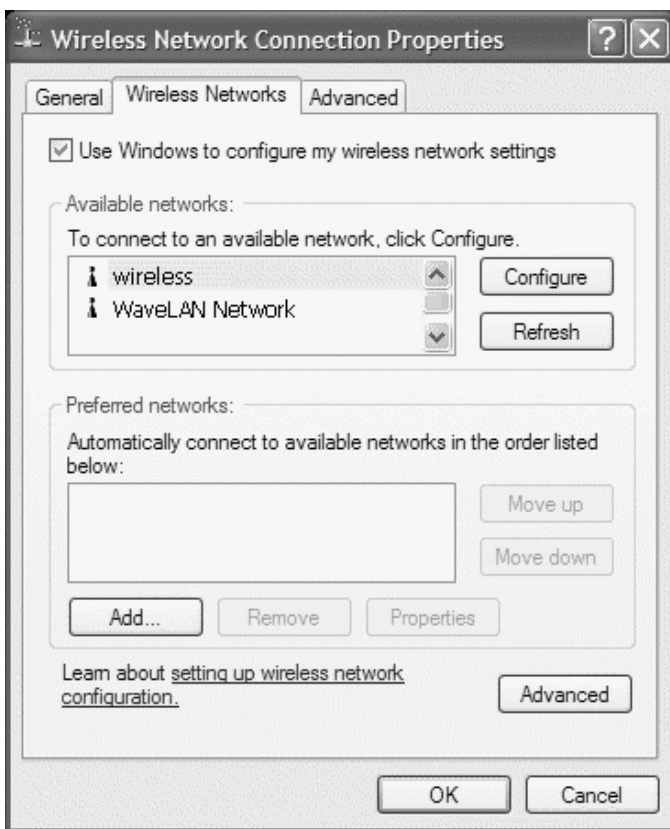 Wireless Network Connection Properties
General Wireless Networks Advanced
Use Windows to configure my wireless network settings
Available networks:
To connect to an available network, click Configure.
wireless
WaveLAN Network
Configure
Refresh
Preferred networks:
Automatically connect to available networks in the order listed
below:
Move up
Move down
Add... Remove Properties
Learn about setting up wireless network
configuration.
Advanced
OK Cancel